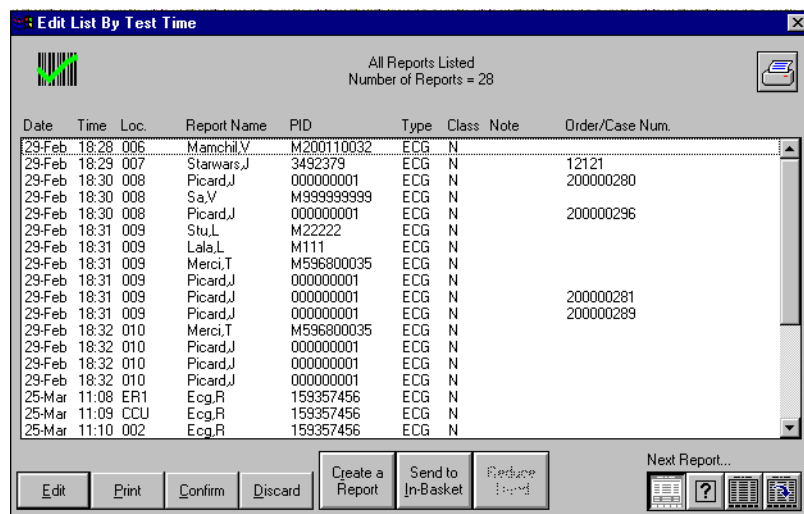 Edit List By Test Time
All Reports Listed
Number of Reports = 28
Date Time Loc. Report Name PID Type Class Note Order/Case Num.
29-Feb 18:28 006 Mamchil,V M200110032 ECG N
29-Feb 18:29 007 Starwars,J 3492379 ECG N 12121
29-Feb 18:30 008 Picard,J 000000001 ECG N 200000280
29-Feb 18:30 008 Sa,V M999999999 ECG N
29-Feb 18:30 008 Picard,J 000000001 ECG N 200000296
29-Feb 18:31 009 Stu,L M22222 ECG N
29-Feb 18:31 009 Lala,L M111 ECG N
29-Feb 18:31 009 Merci,T M596800035 ECG N
29-Feb 18:31 009 Picard,J 000000001 ECG N
29-Feb 18:31 009 Picard,J 000000001 ECG N 200000281
29-Feb 18:31 009 Picard,J 000000001 ECG N 200000289
29-Feb 18:32 010 Merci,T M596800035 ECG N
29-Feb 18:32 010 Picard,J 000000001 ECG N
29-Feb 18:32 010 Picard,J 000000001 ECG N
29-Feb 18:32 010 Picard,J 000000001 ECG N
25-Mar 11:08 ER1 Ecg,R 159357456 ECG N
25-Mar 11:09 CCU Ecg,R 159357456 ECG N
25-Mar 11:10 002 Ecg,R 159357456 ECG N
Next Report...
Edit Print Confirm Discard Create a Report Send to In-Basket Reduce
?